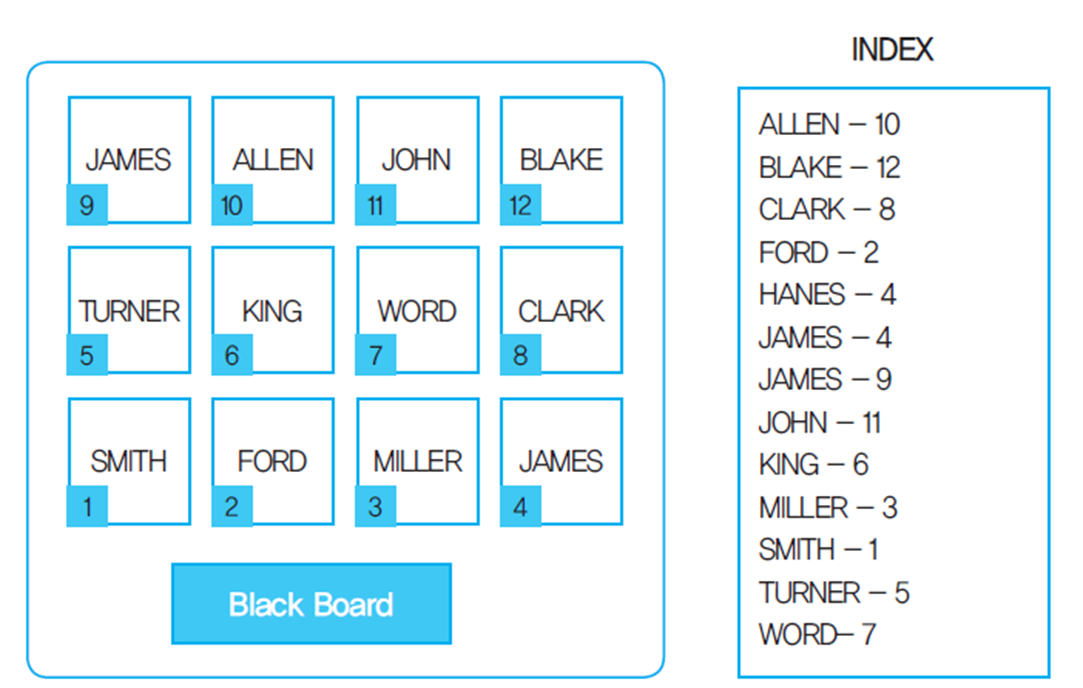 INDEX
JAMES ALLEN JOHN BLAKE
9 10 11 12
TURNER KING WORD CLARK
5 6 7 8
SMITH FORD MILLER JAMES
1 2 3 4
Black Board
ALLEN – 10
BLAKE – 12
CLARK – 8
FORD – 2
HANES – 4
JAMES – 4
JAMES – 9
JOHN – 11
KING – 6
MILLER – 3
SMITH – 1
TURNER – 5
WORD– 7